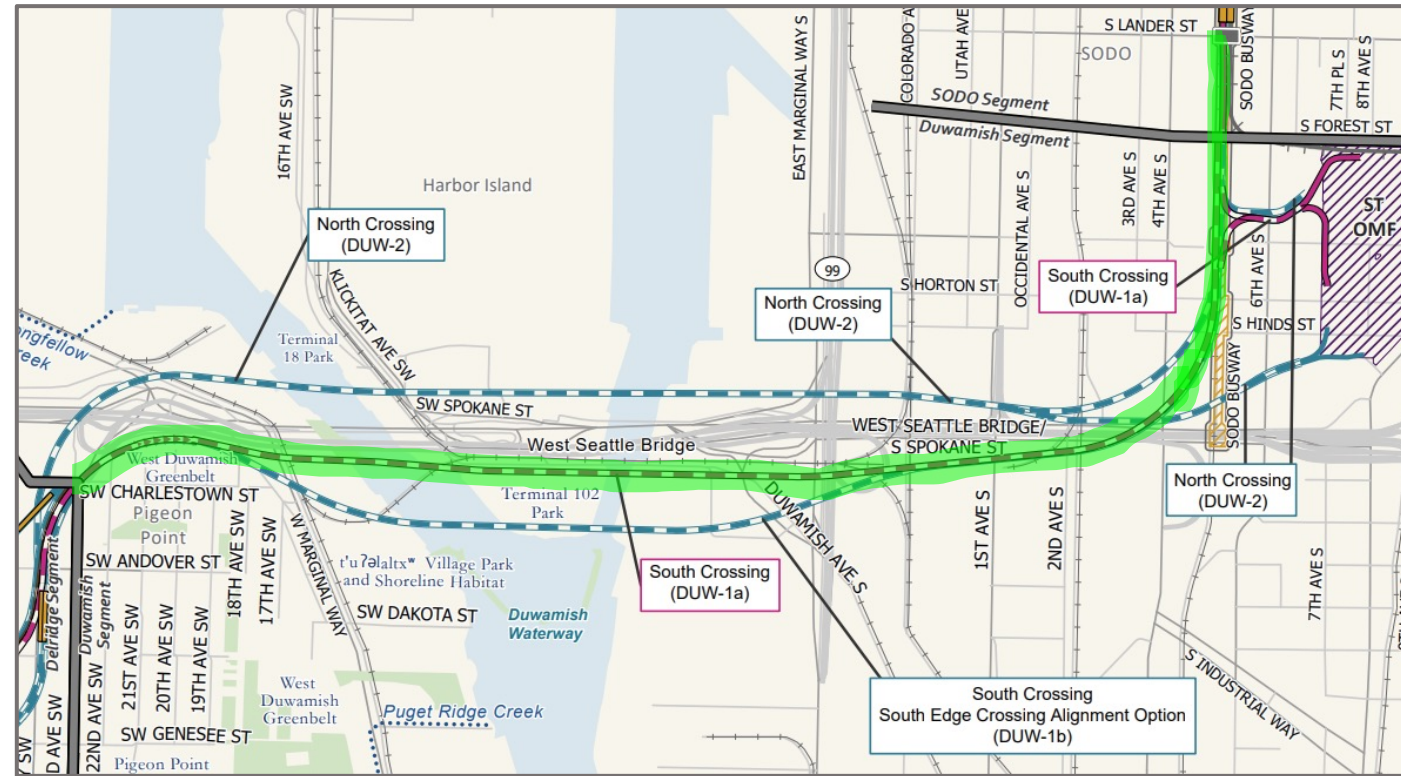 S LANDER ST
SODO
SODO BUSWAY
7TH PL S
8TH AVE S
16TH AVE SW
EAST MARGINAL WAY S
COLORADO A
UTAH AVE
SODO Segment
Duwamish Segment
S FOREST ST
Harbor Island
3RD AVE S
4TH AVE S
ST
OMF
North Crossing
(DUW-2)
KLICKITAT AVE SW
99
OCCIDENTAL AVE S
6TH AVE S
South Crossing
(DUW-1a)
S HORTON ST
North Crossing
(DUW-2)
S HINDS ST
ongfellow
reek
Terminal
18 Park
SW SPOKANE ST
SODO BUSWAY
WEST SEATTLE BRIDGE/
S SPOKANE ST
West Seattle Bridge
West Duwamish
Greenbelt
SW CHARLESTOWN ST
Pigeon
Point
Terminal 102
Park
North Crossing
(DUW-2)
DUWAMISH AVE S
1ST AVE S
2ND AVE S
W MARGINAL WAY
18TH AVE SW
17TH AVE SW
SW ANDOVER ST
t'uʔəlaltxʷ Village Park
and Shoreline Habitat
South Crossing
(DUW-1a)
7TH AVE S
Delridge Segment
Duwamish
Segment
SW DAKOTA ST
Duwamish
Waterway
21ST AVE SW
20TH AVE SW
19TH AVE SW
22ND AVE SW
D AVE SW
Y SW
West
Duwamish
Greenbelt
Puget Ridge Creek
S INDUSTRIAL WAY
South Crossing
South Edge Crossing Alignment Option
(DUW-1b)
SW GENESEE ST
Pigeon Point